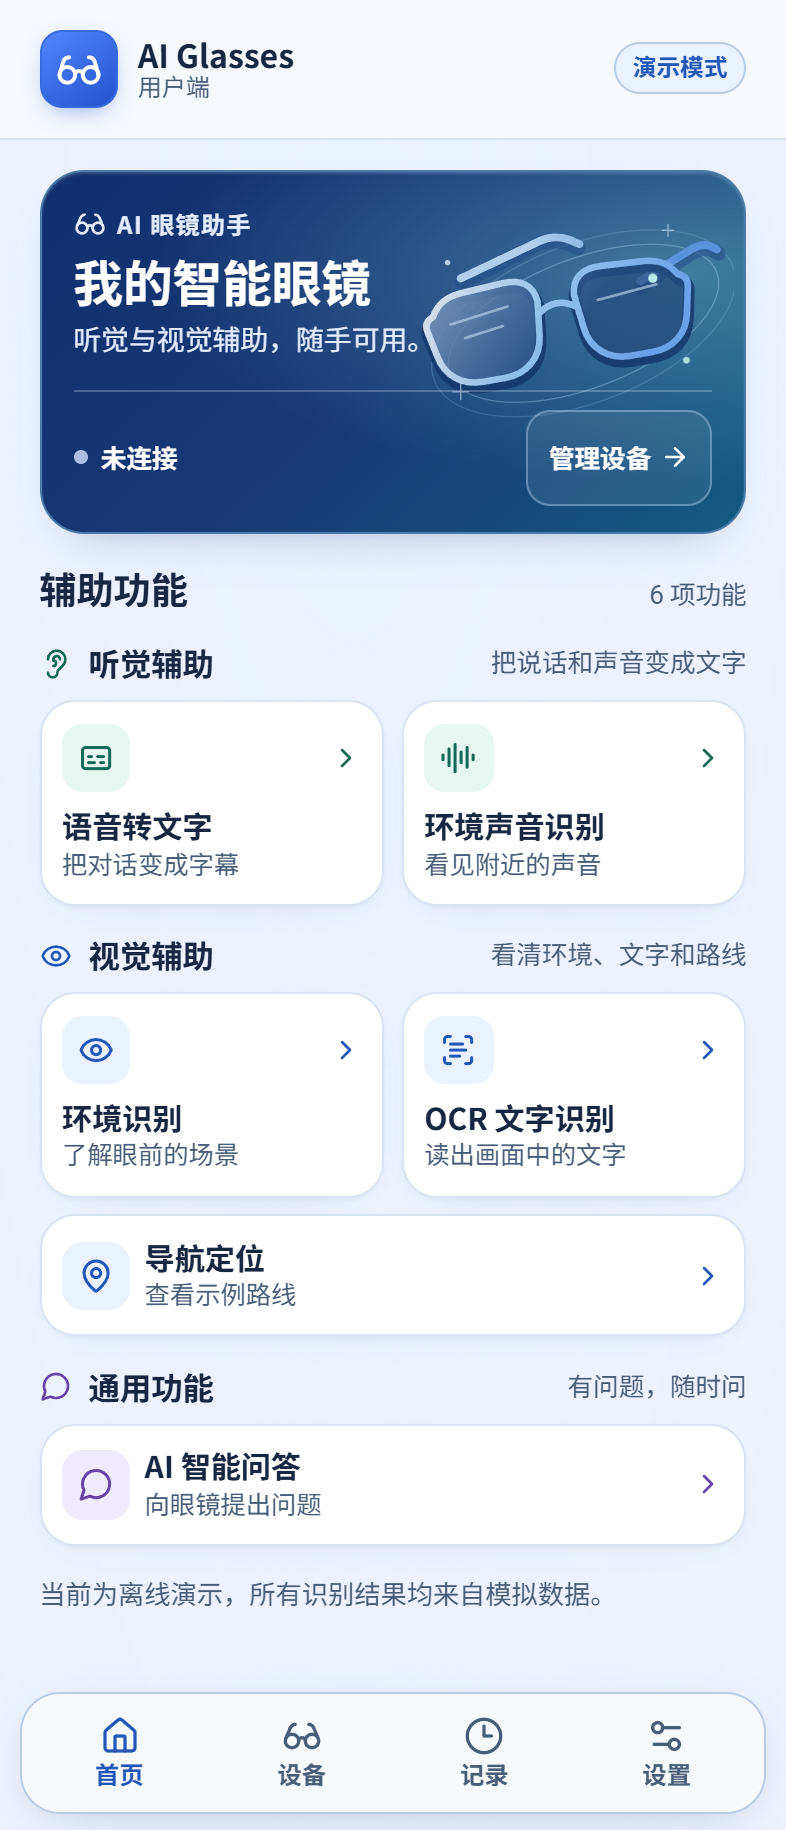 AI Glasses
用户端
演示模式
AI 眼镜助手
我的智能眼镜
听觉与视觉辅助，随手可用。
未连接
管理设备
辅助功能
6 项功能
听觉辅助
把说话和声音变成文字
语音转文字
把对话变成字幕
环境声音识别
看见附近的声音
视觉辅助
看清环境、文字和路线
环境识别
了解眼前的场景
OCR 文字识别
读出画面中的文字
导航定位
查看示例路线
通用功能
有问题，随时问
AI 智能问答
向眼镜提出问题
当前为离线演示，所有识别结果均来自模拟数据。
首页
设备
记录
设置